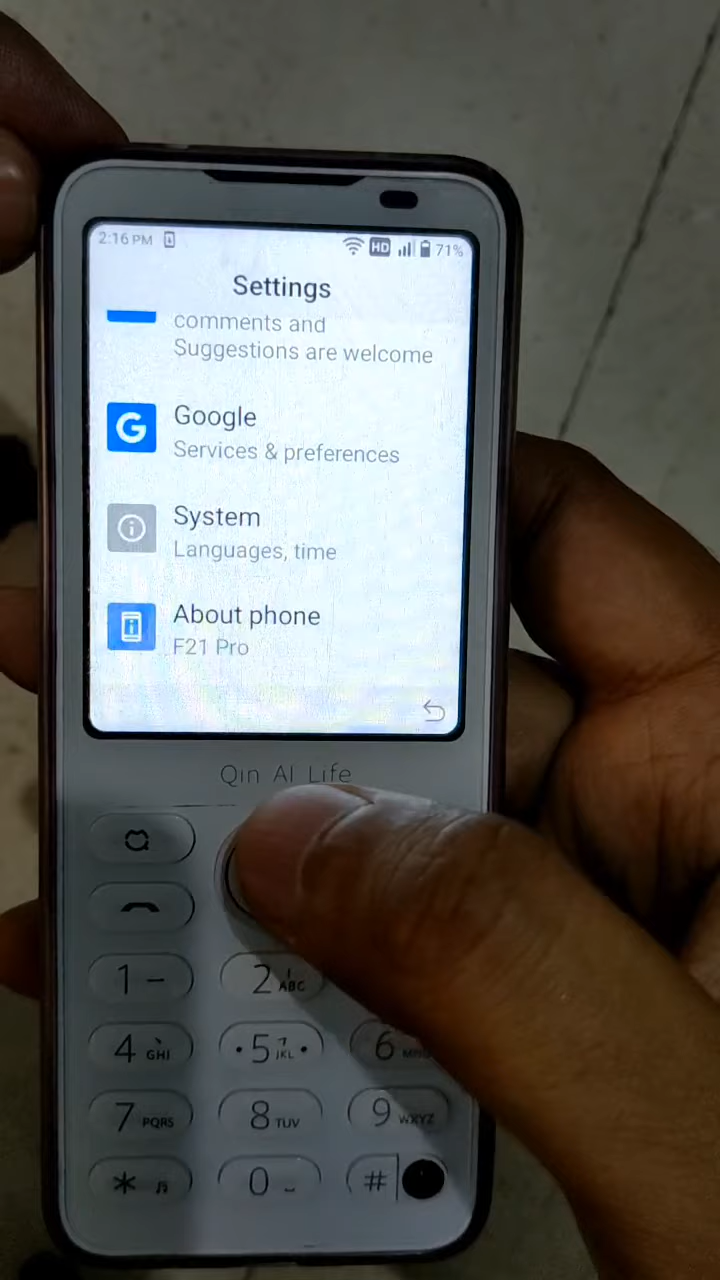 2:16 PM HD 71%
Settings
comments and
Suggestions are welcome
Google
Services & preferences
System
Languages, time
About phone
F21 Pro
Qin AI Life
1 –
2 ABC
4 GHI
5 JKL
6
7 PQRS
8 TUV
9 WXYZ
*
0
#